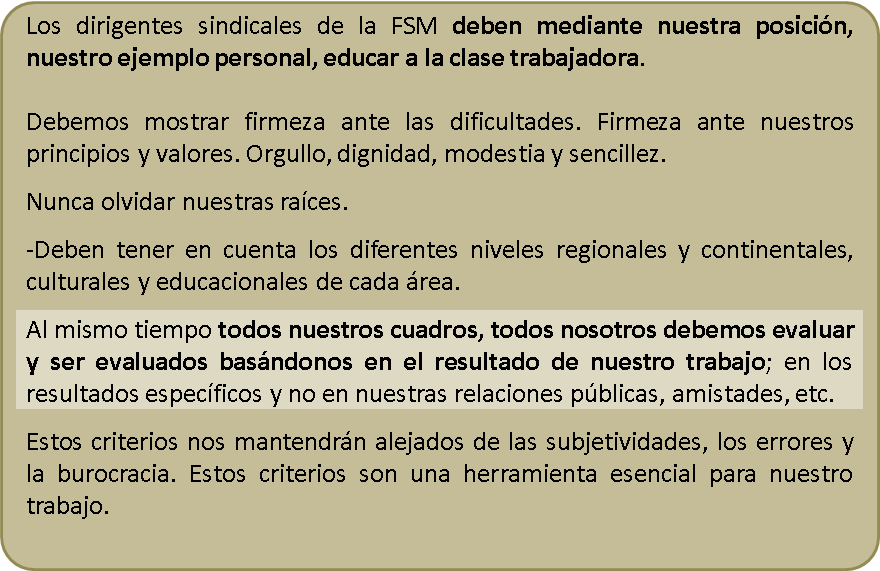 Los dirigentes sindicales de la FSM deben mediante nuestra posición,
nuestro ejemplo personal, educar a la clase trabajadora.
Debemos mostrar firmeza ante las dificultades. Firmeza ante nuestros
principios y valores. Orgullo, dignidad, modestia y sencillez.
Nunca olvidar nuestras raíces.
-Deben tener en cuenta los diferentes niveles regionales y continentales,
culturales y educacionales de cada área.
Al mismo tiempo todos nuestros cuadros, todos nosotros debemos evaluar
y ser evaluados basándonos en el resultado de nuestro trabajo; en los
resultados específicos y no en nuestras relaciones públicas, amistades, etc.
Estos criterios nos mantendrán alejados de las subjetividades, los errores y
la burocracia. Estos criterios son una herramienta esencial para nuestro
trabajo.